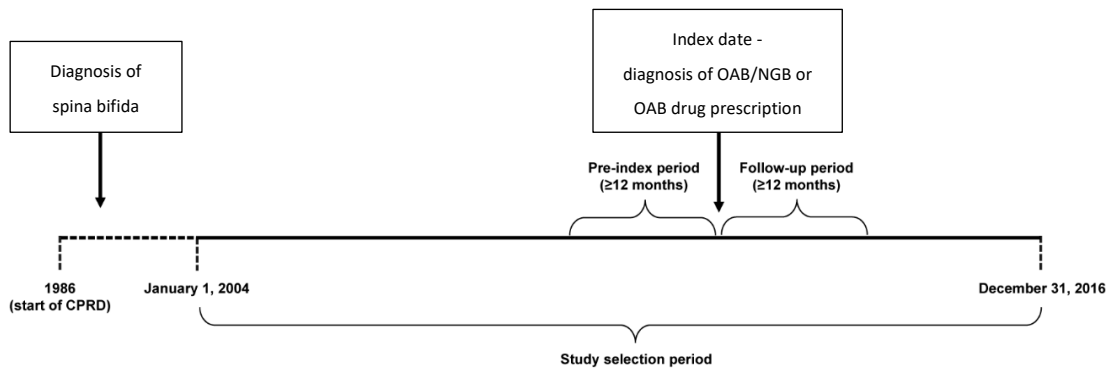 Diagnosis of
spina bifida
Index date -
diagnosis of OAB/NGB or
OAB drug prescription
Pre-index period
(≥12 months)
Follow-up period
(≥12 months)
1986
(start of CPRD)
January 1, 2004
December 31, 2016
Study selection period